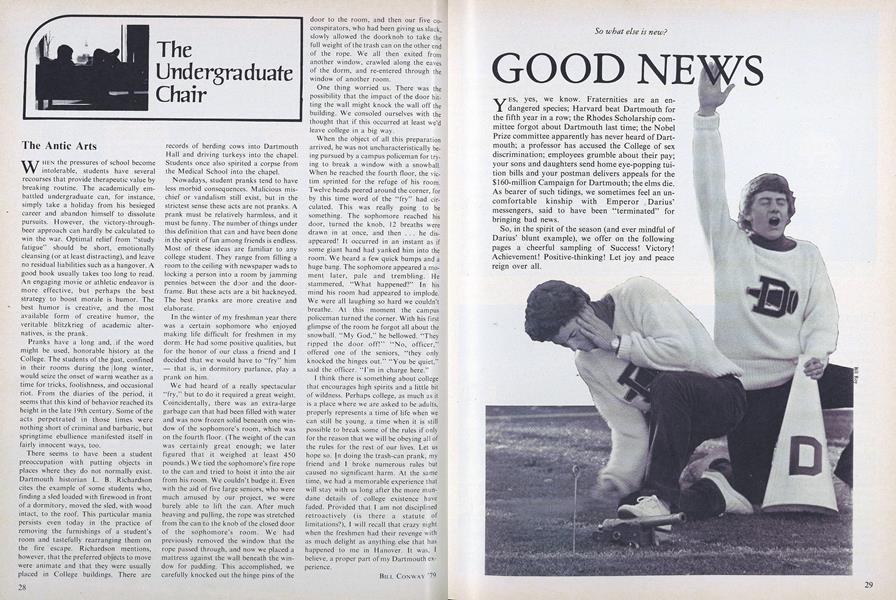 The
Undergraduate
Chair
The Antic Arts
WHEN the pressures of school become
intolerable, students have several
recourses that provide therapeutic value by
breaking routine. The academically em-
battled undergraduate can, for instance,
simply take a holiday from his besieged
career and abandon himself to dissolute
pursuits. However, the victory-through-
beer approach can hardly be calculated to
win the war. Optimal relief from "study
fatigue" should be short, emotionally
cleansing (or at least distracting), and leave
no residual liabilities such as a hangover. A
good book usually takes too long to read.
An engaging movie or athletic endeavor is
more effective, but perhaps the best
strategy to boost morale is humor. The
best humor is creative, and the most
available form of creative humor, the
veritable blitzkrieg of academic alter-
natives, is the prank.
Pranks have a long and, if the word
might be used, honorable history at the
College. The students of the past, confined
in their rooms during the long winter,
would seize the onset of warm weather as a
time for tricks, foolishness, and occasional
riot. From the diaries of the period, it
seems that this kind of behavior reached its
height in the late 19th century. Some of the
acts perpetrated in those times were
nothing short of criminal and barbaric, but
springtime ebullience manifested itself in
fairly innocent ways, too.
There seems to have been a student
preoccupation with putting objects in
places where they do not normally exist.
Dartmouth historian L. B. Richardson
cites the example of some students who,
finding a sled loaded with firewood in front
of a dormitory, moved the sled, with wood
intact, to the roof. This particular mania
persists even today in the practice of
removing the furnishings of a student's
room and tastefully rearranging them on
the fire escape. Richardson mentions,
however, that the preferred objects to move
were animate and that they were usually
placed in College buildings. There are
records of herding cows into Dartmouth
Hall and driving turkeys into the chapel.
Students once also spirited a corpse from
the Medical School into the chapel.
Nowadays, student pranks tend to have
less morbid consequences. Malicious mis-
chief or vandalism still exist, but in the
strictest sense these acts are not pranks. A
prank must be relatively harmless, and it
must be funny. The number of things under
this definition that can and have been done
in the spirit of fun among friends is endless.
Most of these ideas are familiar to any
college student. They range from filling a
room to the ceiling with newspaper wads to
locking a person into a room by jamming
pennies between the door and the door-
frame. But these acts are a bit hackneyed.
The best pranks are more creative and
elaborate.
In the winter of my freshman year there
was a certain sophomore who enjoyed
making life difficult for freshmen in my
dorm. He had some positive qualities, but
for the honor of our class a friend and I
decided that we would have to "fry" him
— that is, in dormitory parlance, play a
prank on him.
We had heard of a really spectacular
"fry," but to do it required a great weight.
Coincidentally, there was an extra-large
garbage can that had been filled with water
and was now frozen solid beneath one win-
dow of the sophomore's room, which was
on the fourth floor. (The weight of the can
was certainly great enough; we later
figured that it weighed at least 450
pounds.) We tied the sophomore's fire rope
to the can and tried to hoist it into the air
from his room. We couldn't budge it. Even
with the aid of five large seniors, who were
much amused by our project, we were
barely able to lift the can. After much
heaving and pulling, the rope was stretched
from the can to the knob of the closed door
of the sophomore's room. We had
previously removed the window that the
rope passed through, and now we placed a
mattress against the wall beneath the win-
dow for padding. This accomplished, we
carefully knocked out the hinge pins of the
door to the room, and then our five co-
conspirators, who had been giving us slack,
slowly allowed the doorknob to take the
full weight of the trash can on the other end
of the rope. We all then exited from
another window, crawled along the eaves
of the dorm, and re-entered through the
window of another room.
One thing worried us. There was the
possibility that the impact of the door hit-
ting the wall might knock the wall off the
building. We consoled ourselves with the
thought that if this occurred at least we'd
leave college in a big way.
When the object of all this preparation
arrived, he was not uncharacteristically be-
ing pursued by a campus policeman for try-
ing to break a window with a snowball.
When he reached the fourth floor, the vic-
tim sprinted for the refuge of his room.
Twelve heads peered around the corner, for
by this time word of the "fry" had cir-
culated. This was really going to be
something. The sophomore reached his
door, turned the knob, 12 breaths were
drawn in at once, and then . . . he dis-
appeared! It occurred in an instant as if
some giant hand had yanked him into the
room. We heard a few quick bumps and a
huge bang. The sophomore appeared a mo-
ment later, pale and trembling. He
stammered, "What happened?" In his
mind his room had appeared to implode.
We were all laughing so hard we couldn't
breathe. At this moment the campus
policeman turned the corner. With his first
glimpse of the room he forgot all about the
snowball. "My God," he bellowed. "They
ripped the door off!" "No, officer,"
offered one of the seniors, "they only
knocked the hinges out." "You be quiet,"
said the officer. "I'm in charge here."
I think there is something about college
that encourages high spirits and a little bit
of wildness. Perhaps college, as much as it
is a place where we are asked to be adults,
properly represents a time of life when we
can still be young, a time when it is still
possible to break some of the rules if only
for the reason that we will be obeying all of
the rules for the rest of our lives. Let us
hope so. In doing the trash-can prank, my
friend and I broke numerous rules but
caused no significant harm. At the same
time, we had a memorable experience that
will stay with us long after the more mun-
dane details of college existence have
faded. Provided that I am not disciplined
retroactively (is there a statute of
limitations?), I will recall that crazy night
when the freshmen had their revenge with
as much delight as anything else that has
happened to me in Hanover. It was, I
believe, a proper part of my Dartmouth ex-
perience.
BILL CONWAY '79
28
So what else is new?
GOOD NEWS
YES, yes, we know. Fraternities are an en-
dangered species; Harvard beat Dartmouth for
the fifth year in a row; the Rhodes Scholarship com-
mittee forgot about Dartmouth last time; the Nobel
Prize committee apparently has never heard of Dart-
mouth; a professor has accused the College of sex
discrimination; employees grumble about their pay;
your sons and daughters send home eye-popping tui-
tion bills and your postman delivers appeals for the
$160-million Campaign for Dartmouth; the elms die.
As bearer of such tidings, we sometimes feel an un-
comfortable kinship with Emperor Darius'
messengers, said to have been "terminated" for
bringing bad news.
So, in the spirit of the season (and ever mindful of
Darius' blunt example), we offer on the following
pages a cheerful sampling of Success! Victory!
Achievement! Positive-thinking! Let joy and peace
reign over all.
D
D
29